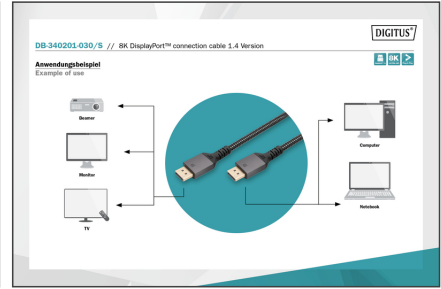 DIGITUS®
DB-340201-030/S // 8K DisplayPort™ connection cable 1.4 Version
8K
Anwendungsbeispiel
Example of use
Beamer
Monitor
TV
Computer
Notebook